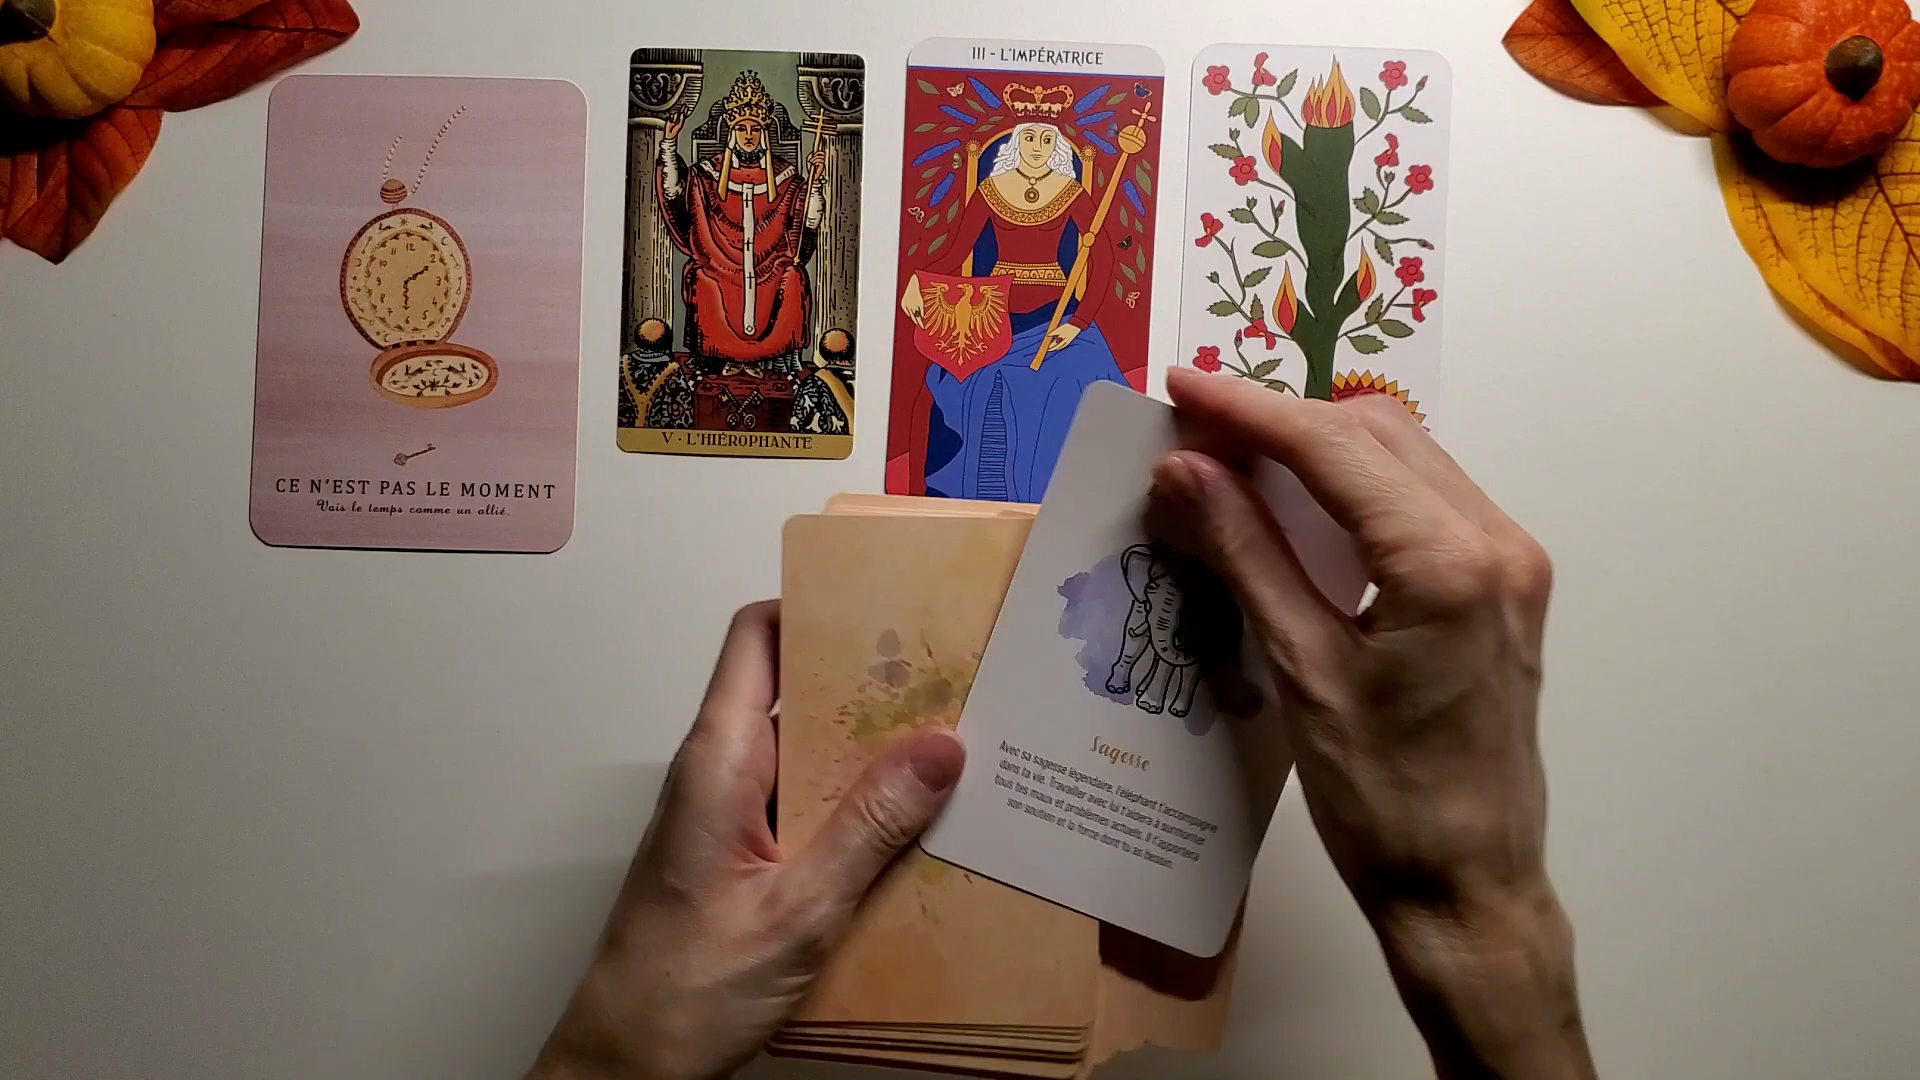 CE N'EST PAS LE MOMENT
Vois le temps comme un allié.
V · L'HIÉROPHANTE
III - L'IMPÉRATRICE
Sagesse
Avec sa sagesse légendaire, l'éléphant t'accompagne
dans ta vie. Travailler avec lui t'aidera à surmonter
tous tes maux et problèmes actuels. Il t'apportera
son soutien et la force dont tu as besoin.